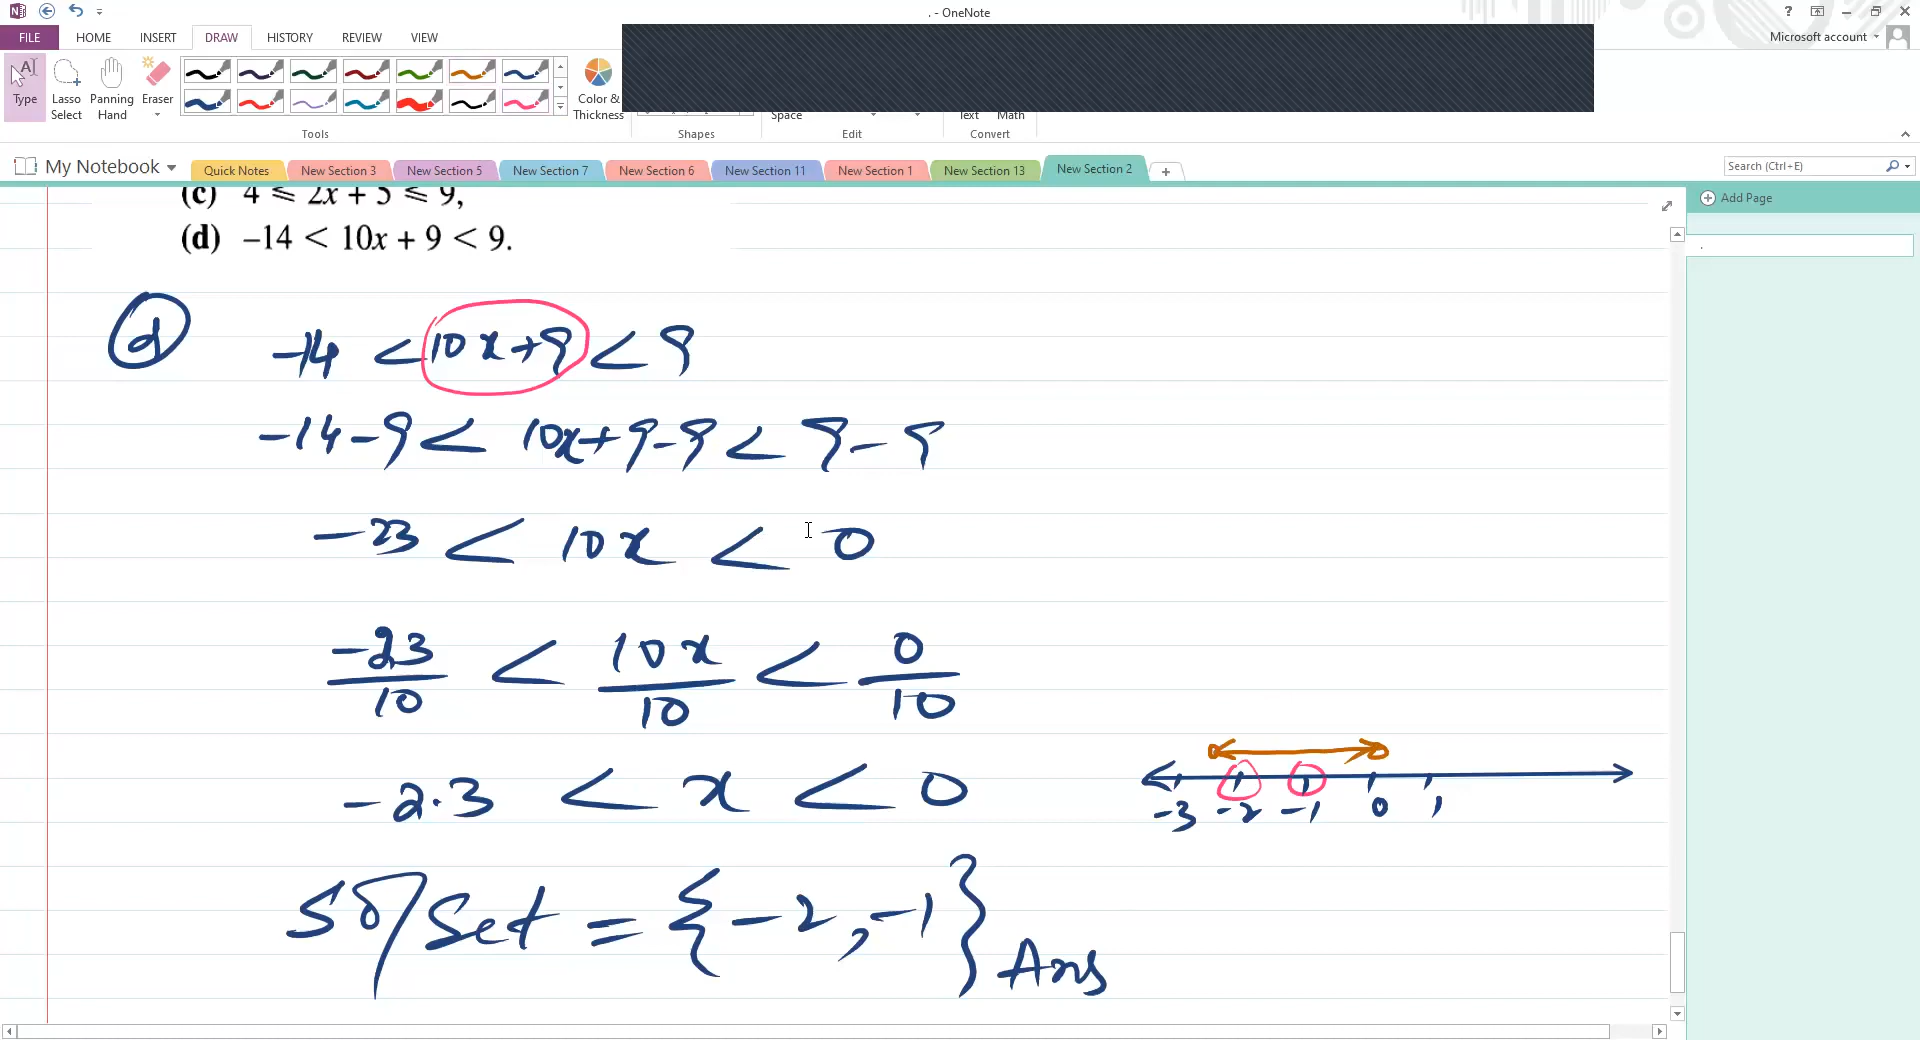 . - OneNote
?
FILE HOME INSERT DRAW HISTORY REVIEW VIEW
Microsoft account
Type
Lasso Select
Panning Hand
Eraser
Color & Thickness
Space
Text Math
Tools Shapes Edit Convert
My Notebook Quick Notes New Section 3 New Section 5 New Section 7 New Section 6 New Section 11 New Section 1 New Section 13 New Section 2
Search (Ctrl+E)
Add Page
.
(c) 4 ⩽ 2x + 5 ⩽ 9,
(d) –14 < 10x + 9 < 9.
d -14 < 10x+9 < 9
-14-9 < 10x+9-9 < 9-9
-23 < 10x < 0
-23/10 < 10x/10 < 0/10
-2.3 < x < 0
-3 -2 -1 0 1
Sol/Set = {-2, -1} Ans